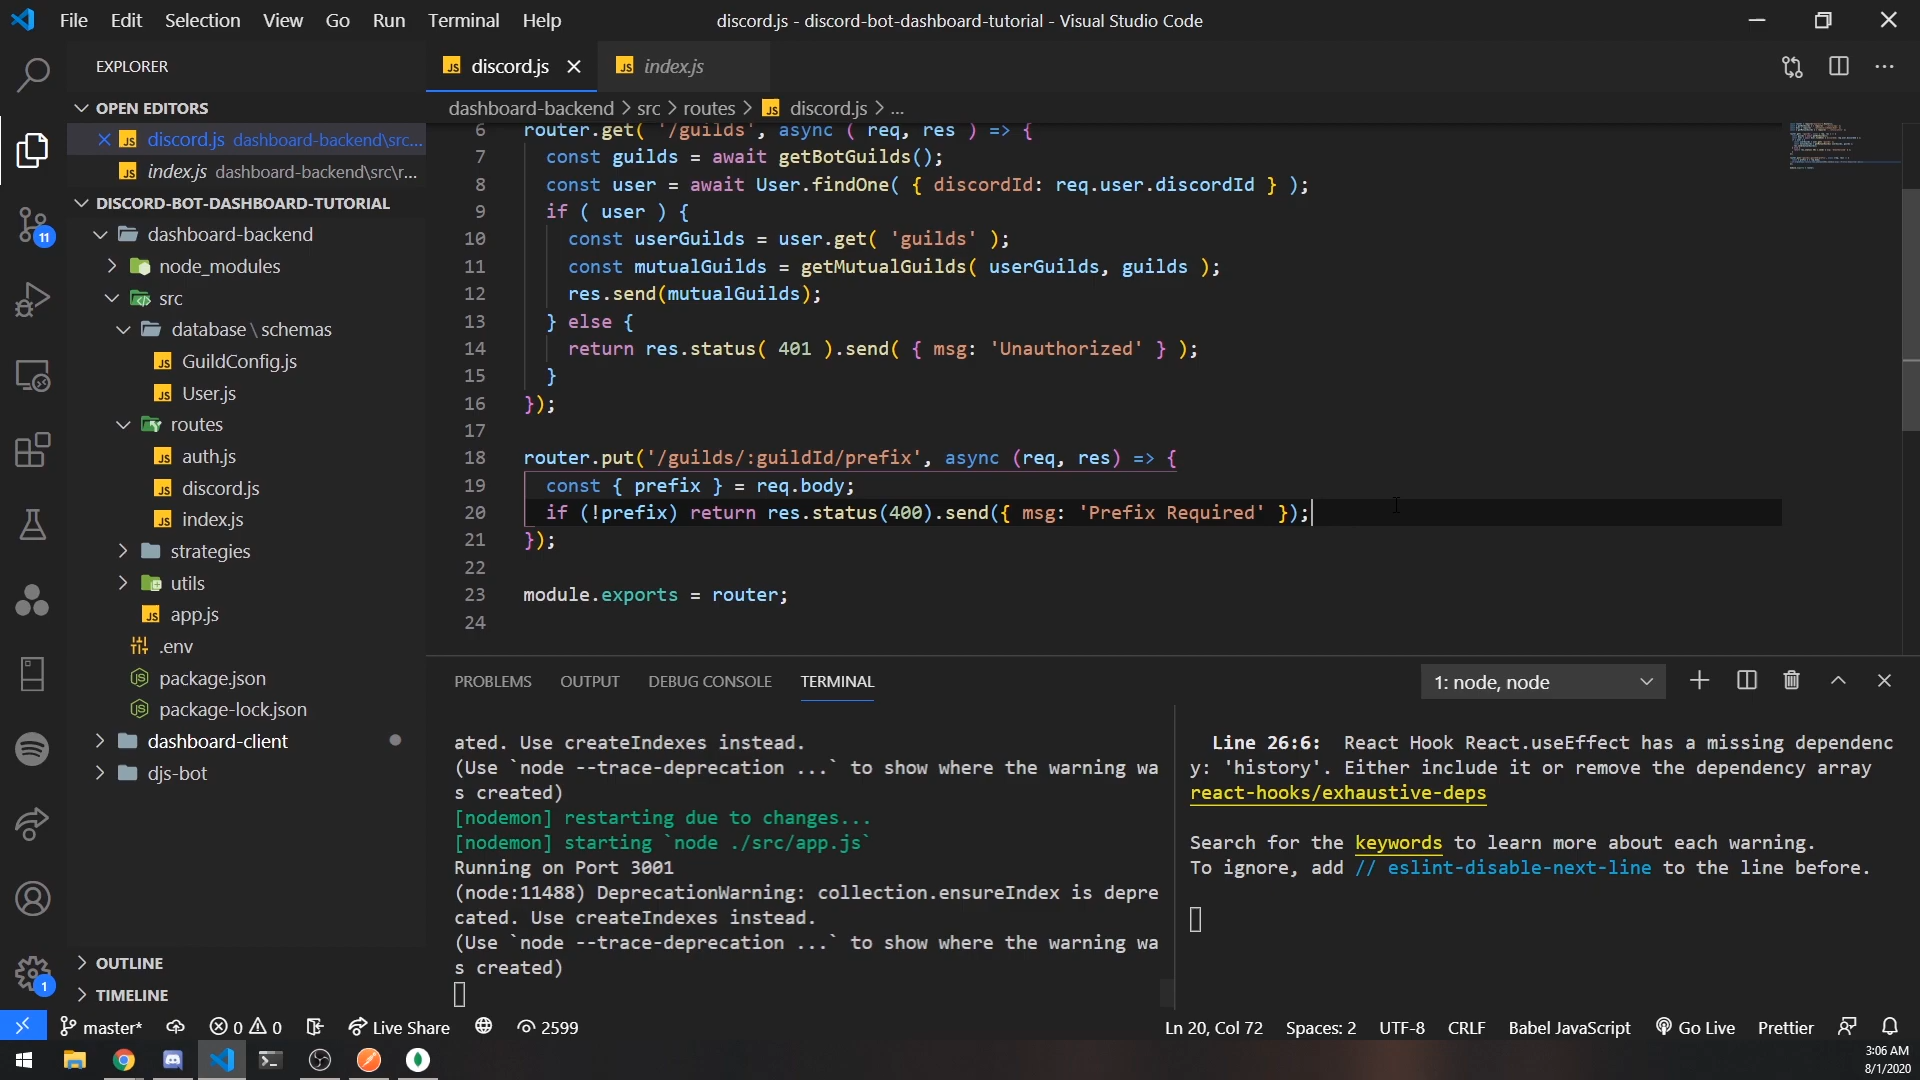 File Edit Selection View Go Run Terminal Help
discord.js - discord-bot-dashboard-tutorial - Visual Studio Code
EXPLORER
OPEN EDITORS
discord.js dashboard-backend\src...
index.js dashboard-backend\src\r...
DISCORD-BOT-DASHBOARD-TUTORIAL
dashboard-backend
node_modules
src
database \ schemas
GuildConfig.js
User.js
routes
auth.js
discord.js
index.js
strategies
utils
app.js
.env
package.json
package-lock.json
dashboard-client
djs-bot
OUTLINE
TIMELINE
11
1
discord.js
index.js
dashboard-backend > src > routes > discord.js > ...
6 router.get( '/guilds', async ( req, res ) => {
7 const guilds = await getBotGuilds();
8 const user = await User.findOne( { discordId: req.user.discordId } );
9 if ( user ) {
10 const userGuilds = user.get( 'guilds' );
11 const mutualGuilds = getMutualGuilds( userGuilds, guilds );
12 res.send(mutualGuilds);
13 } else {
14 return res.status( 401 ).send( { msg: 'Unauthorized' } );
15 }
16 });
17
18 router.put('/guilds/:guildId/prefix', async (req, res) => {
19 const { prefix } = req.body;
20 if (!prefix) return res.status(400).send({ msg: 'Prefix Required' });
21 });
22
23 module.exports = router;
24
PROBLEMS OUTPUT DEBUG CONSOLE TERMINAL
1: node, node
ated. Use createIndexes instead.
(Use `node --trace-deprecation ...` to show where the warning wa
s created)
[nodemon] restarting due to changes...
[nodemon] starting `node ./src/app.js`
Running on Port 3001
(node:11488) DeprecationWarning: collection.ensureIndex is depre
cated. Use createIndexes instead.
(Use `node --trace-deprecation ...` to show where the warning wa
s created)
Line 26:6: React Hook React.useEffect has a missing dependenc
y: 'history'. Either include it or remove the dependency array
react-hooks/exhaustive-deps
Search for the keywords to learn more about each warning.
To ignore, add // eslint-disable-next-line to the line before.
master* 0 0 Live Share 2599
Ln 20, Col 72 Spaces: 2 UTF-8 CRLF Babel JavaScript Go Live Prettier
3:06 AM
8/1/2020